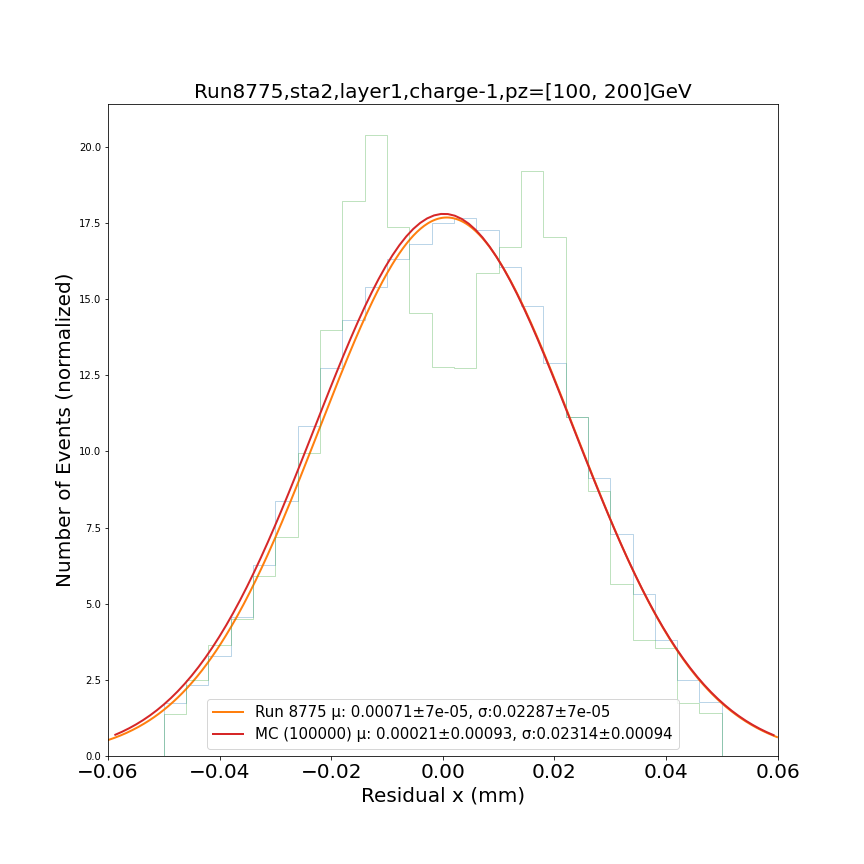 Run8775,sta2,layer1,charge-1,pz=[100, 200]GeV
Number of Events (normalized)
20.0
17.5
15.0
12.5
10.0
7.5
5.0
2.5
0.0
Run 8775 μ: 0.00071±7e-05, σ:0.02287±7e-05
MC (100000) μ: 0.00021±0.00093, σ:0.02314±0.00094
−0.06 −0.04 −0.02 0.00 0.02 0.04 0.06
Residual x (mm)